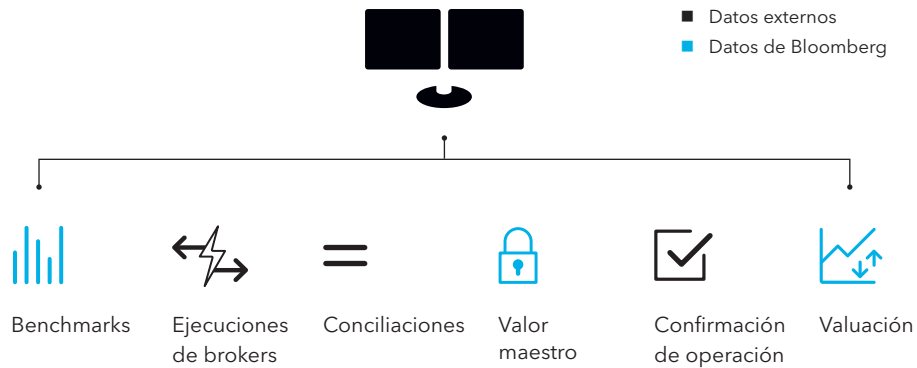 Datos externos
Datos de Bloomberg
Benchmarks
Ejecuciones
de brokers
Conciliaciones
Valor
maestro
Confirmación
de operación
Valuación